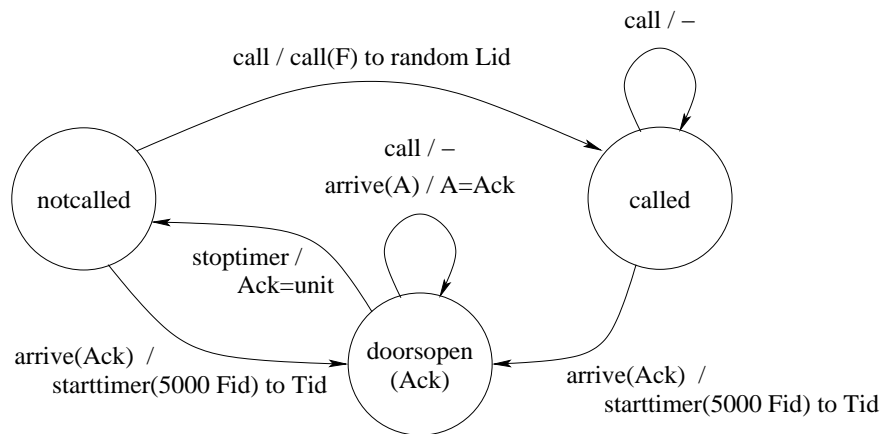 call / –
call / call(F) to random Lid
call / –
arrive(A) / A=Ack
notcalled
called
stoptimer /
Ack=unit
doorsopen
(Ack)
arrive(Ack) /
starttimer(5000 Fid) to Tid
arrive(Ack) /
starttimer(5000 Fid) to Tid